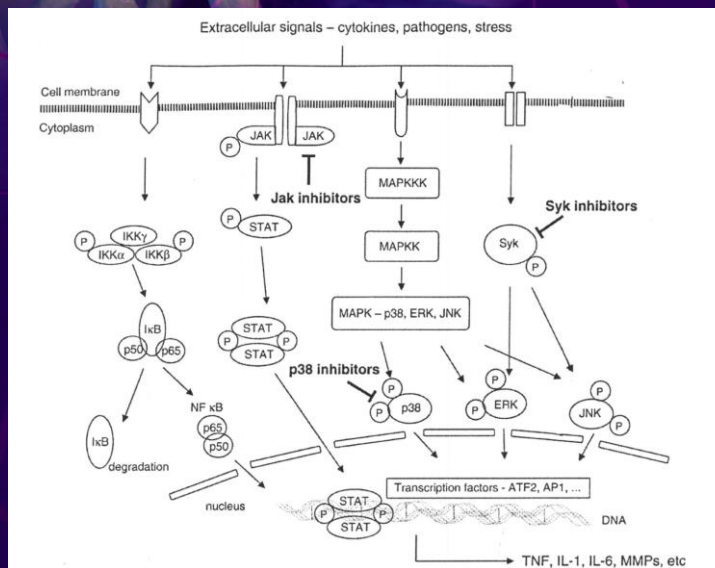 Extracellular signals – cytokines, pathogens, stress
Cell membrane
Cytoplasm
JAK JAK
P
Jak inhibitors
MAPKKK
Syk inhibitors
P
STAT
MAPKK
Syk
P
P IKKγ P
IKKα IKKβ
IκB
p50 p65
STAT
P P
STAT
MAPK – p38, ERK, JNK
p38 inhibitors
P
P p38
P
P ERK
P
JNK P
NF κB
p65
p50
IκB
degradation
nucleus
Transcription factors - ATF2, AP1, ...
STAT
P P
STAT
DNA
TNF, IL-1, IL-6, MMPs, etc